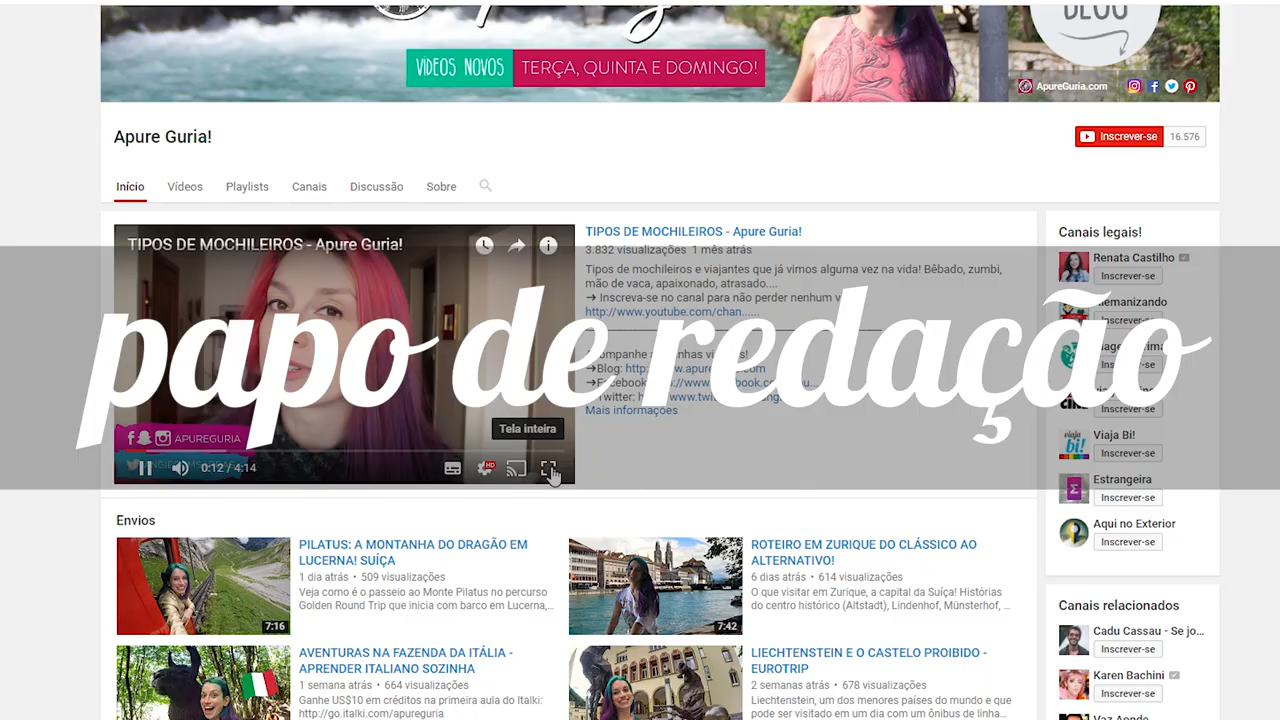 BLOG
VIDEOS NOVOS TERÇA, QUINTA E DOMINGO!
ApureGuria.com
Apure Guria!
Inscrever-se 16.576
Início Vídeos Playlists Canais Discussão Sobre
TIPOS DE MOCHILEIROS - Apure Guria!
APUREGURIA
Tela inteira
0:12 / 4:14
HD
TIPOS DE MOCHILEIROS - Apure Guria!
3.832 visualizações 1 mês atrás
Tipos de mochileiros e viajantes que já vimos alguma vez na vida! Bêbado, zumbi,
mão de vaca, apaixonado, atrasado....
➜ Inscreva-se no canal para não perder nenhum
http://www.youtube.com/chan......
Mais informações
papo de redação
Canais legais!
Renata Castilho
Inscrever-se
Inscrever-se
Inscrever-se
Inscrever-se
viaja bi!
Viaja Bi!
Inscrever-se
Estrangeira
Inscrever-se
Aqui no Exterior
Inscrever-se
Envios
PILATUS: A MONTANHA DO DRAGÃO EM
LUCERNA! SUÍÇA
1 dia atrás • 509 visualizações
Veja como é o passeio ao Monte Pilatus no percurso
Golden Round Trip que inicia com barco em Lucerna,...
7:16
ROTEIRO EM ZURIQUE DO CLÁSSICO AO
ALTERNATIVO!
6 dias atrás • 614 visualizações
O que visitar em Zurique, a capital da Suíça! Histórias
do centro histórico (Altstadt), Lindenhof, Münsterhof, ...
7:42
AVENTURAS NA FAZENDA DA ITÁLIA -
APRENDER ITALIANO SOZINHA
1 semana atrás • 664 visualizações
Ganhe US$10 em créditos na primeira aula do Italki:
http://go.italki.com/apureguria
LIECHTENSTEIN E O CASTELO PROIBIDO -
EUROTRIP
2 semanas atrás • 678 visualizações
Liechtenstein, um dos menores países do mundo e que
pode ser visitado em um dia com um ônibus de linha...
Canais relacionados
Cadu Cassau - Se jo...
Inscrever-se
Karen Bachini
Inscrever-se